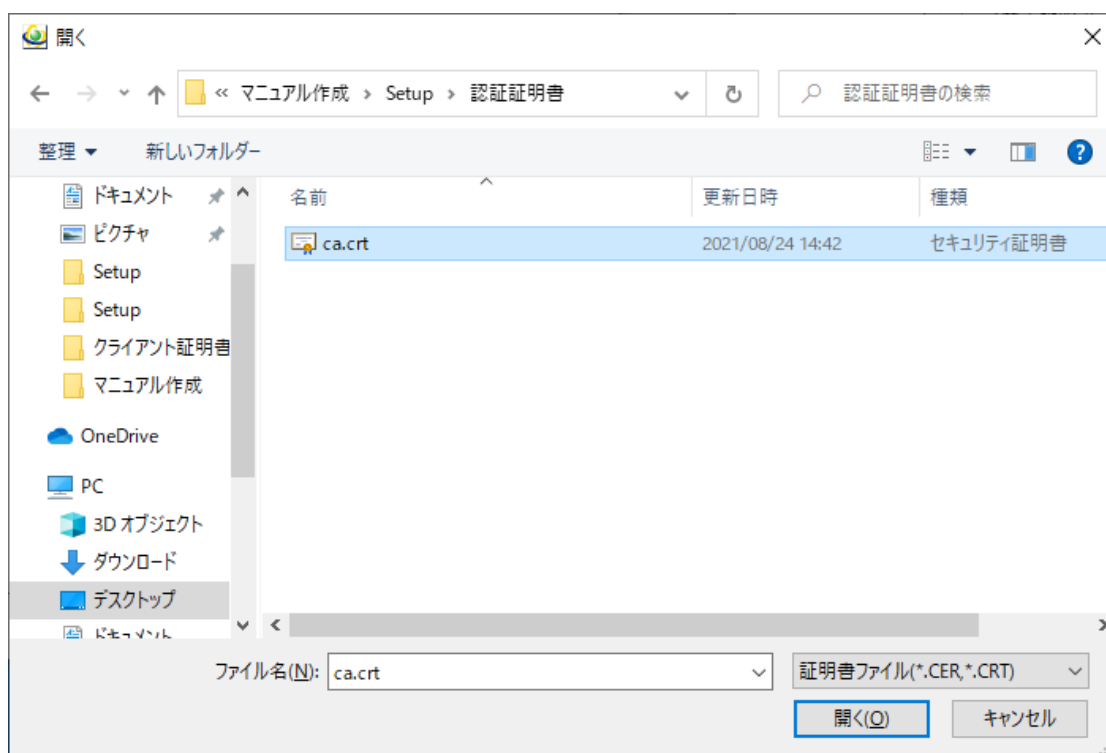 開く
« マニュアル作成 › Setup › 認証証明書
認証証明書の検索
整理
新しいフォルダー
ドキュメント
ピクチャ
Setup
Setup
クライアント証明書
マニュアル作成
OneDrive
PC
3D オブジェクト
ダウンロード
デスクトップ
ドキュメント
名前 更新日時 種類
ca.crt 2021/08/24 14:42 セキュリティ証明書
ファイル名(N): ca.crt 証明書ファイル(*.CER,*.CRT)
開く(O) キャンセル